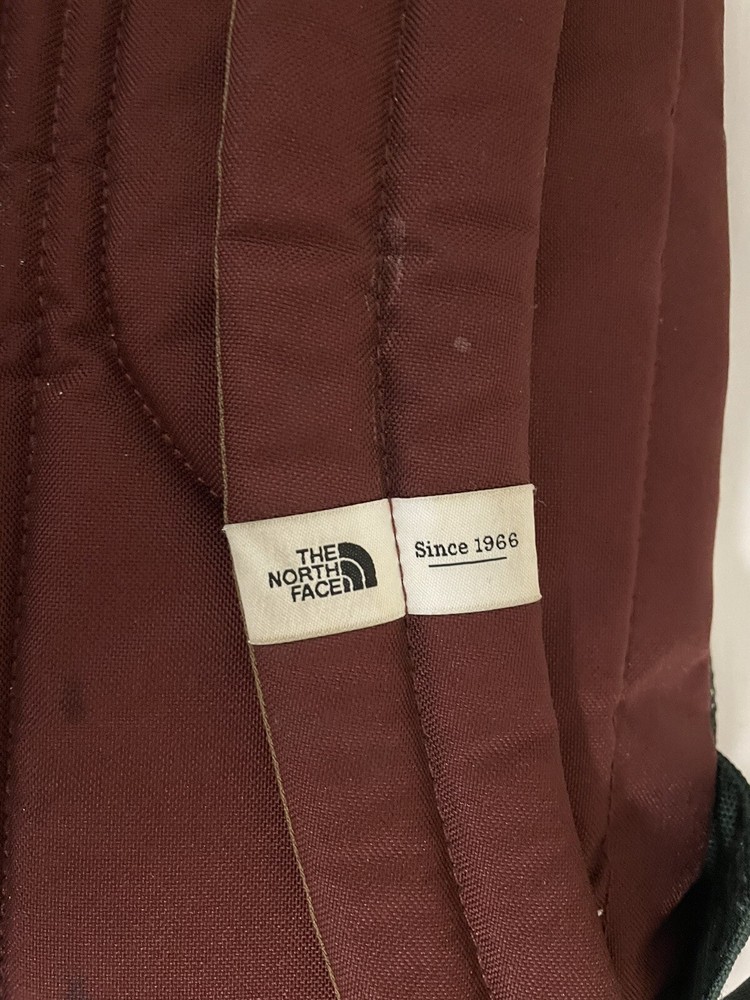 THE
NORTH
FACE
Since 1966